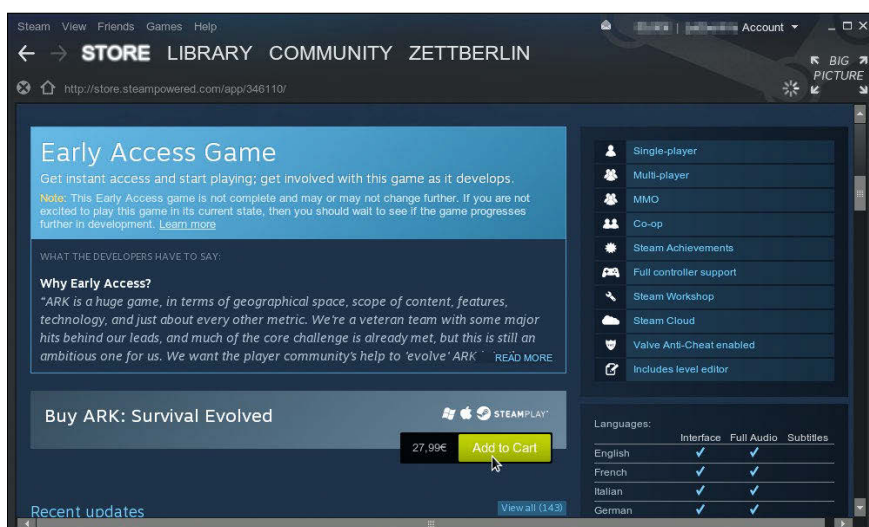 Steam View Friends Games Help
Account
STORE LIBRARY COMMUNITY ZETTBERLIN
BIG
PICTURE
http://store.steampowered.com/app/346110/
Early Access Game
Get instant access and start playing; get involved with this game as it develops.
Note: This Early Access game is not complete and may or may not change further. If you are not
excited to play this game in its current state, then you should wait to see if the game progresses
further in development. Learn more
WHAT THE DEVELOPERS HAVE TO SAY:
Why Early Access?
“ARK is a huge game, in terms of geographical space, scope of content, features,
technology, and just about every other metric. We're a veteran team with some major
hits behind our leads, and much of the core challenge is already met, but this is still an
ambitious one for us. We want the player community's help to 'evolve' ARK
READ MORE
Buy ARK: Survival Evolved
STEAMPLAY
27,99€ Add to Cart
Recent updates
View all (143)
Single-player
Multi-player
MMO
Co-op
Steam Achievements
Full controller support
Steam Workshop
Steam Cloud
Valve Anti-Cheat enabled
Includes level editor
Languages:
Interface Full Audio Subtitles
English
French
Italian
German